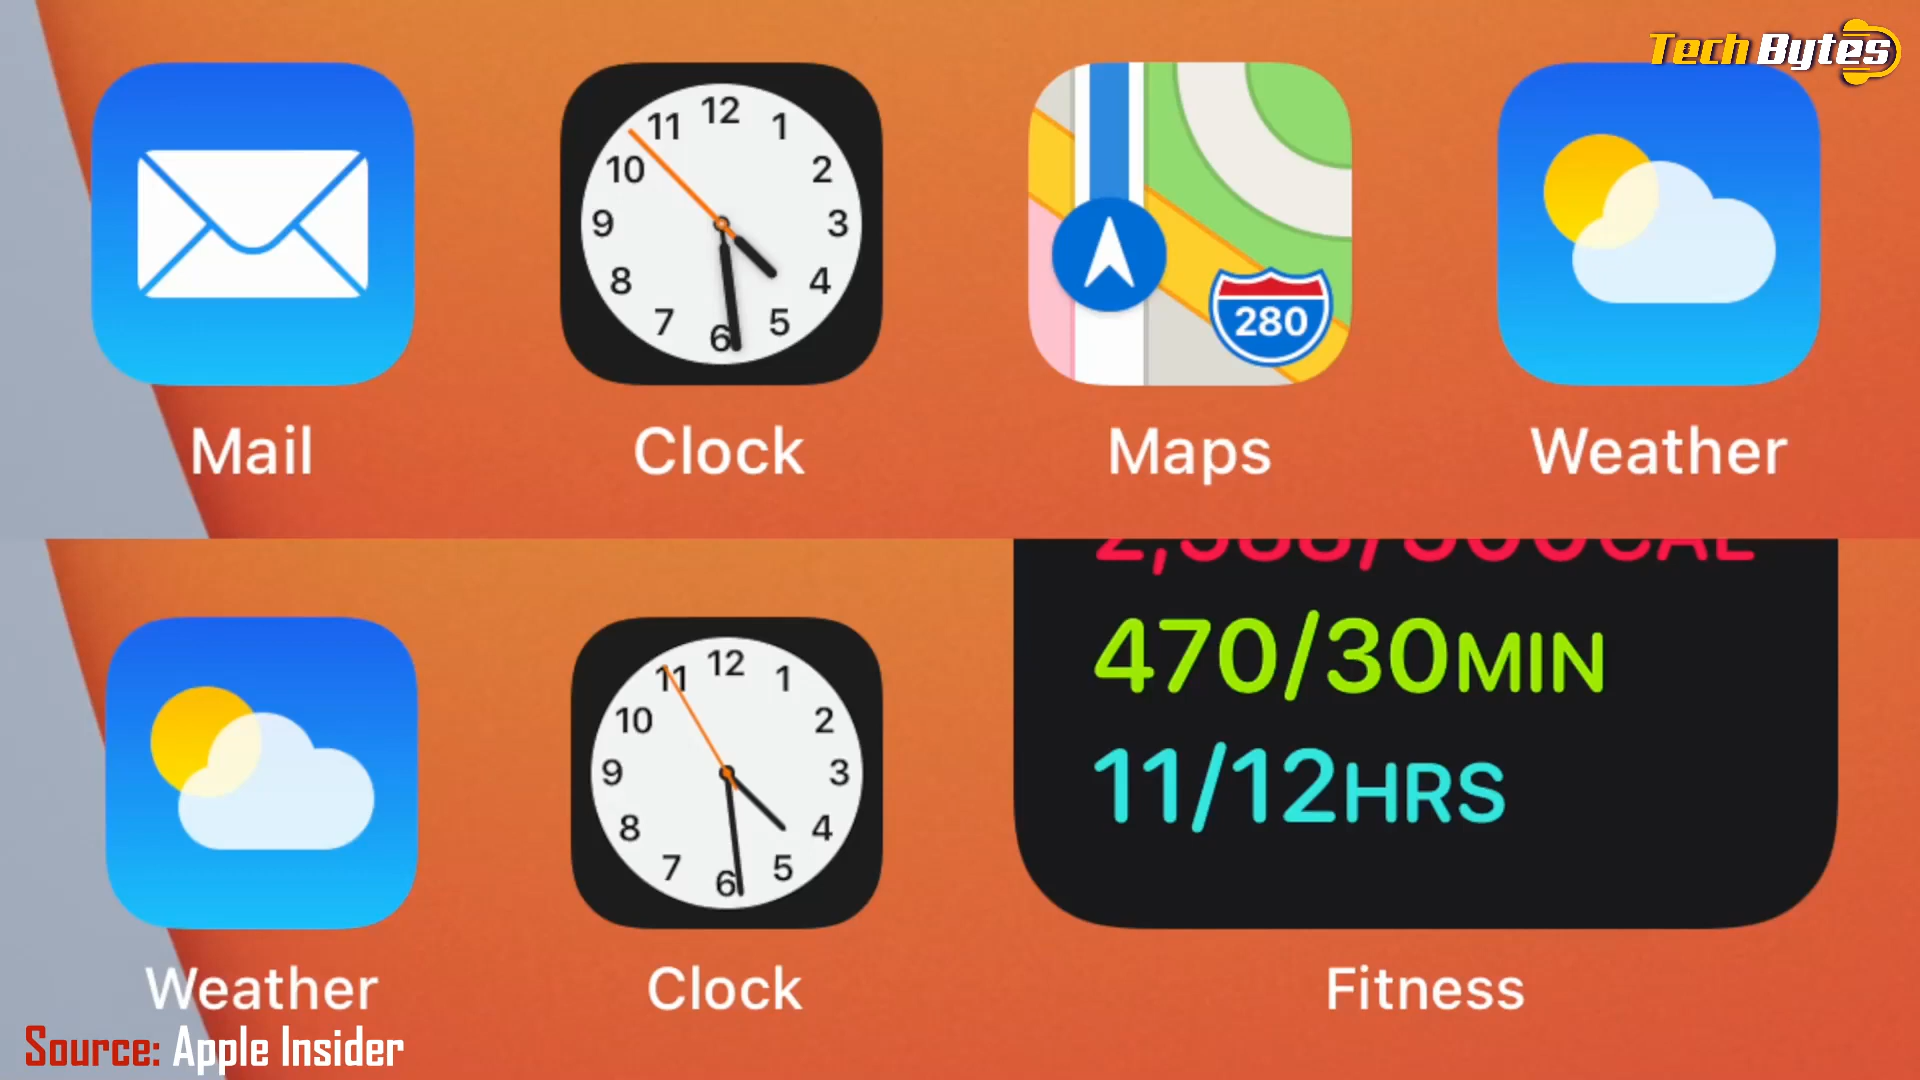 Tech Bytes
12
11 1
10 2
9 3
8 4
7 5
6
280
Mail Clock Maps Weather
470/30MIN
11/12HRS
12
11 1
10 2
9 3
8 4
7 5
6
Weather Clock Fitness
Source: Apple Insider